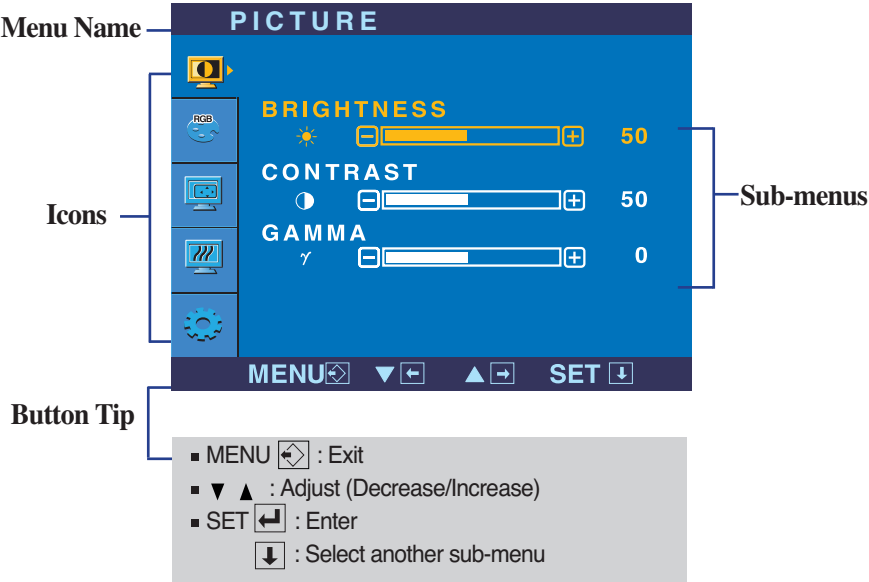 PICTURE
Menu Name
RGB
BRIGHTNESS
50
CONTRAST
50
Icons
Sub-menus
GAMMA
γ 0
MENU SET
Button Tip
■ MENU : Exit
■ ▼ ▲ : Adjust (Decrease/Increase)
■ SET : Enter
: Select another sub-menu